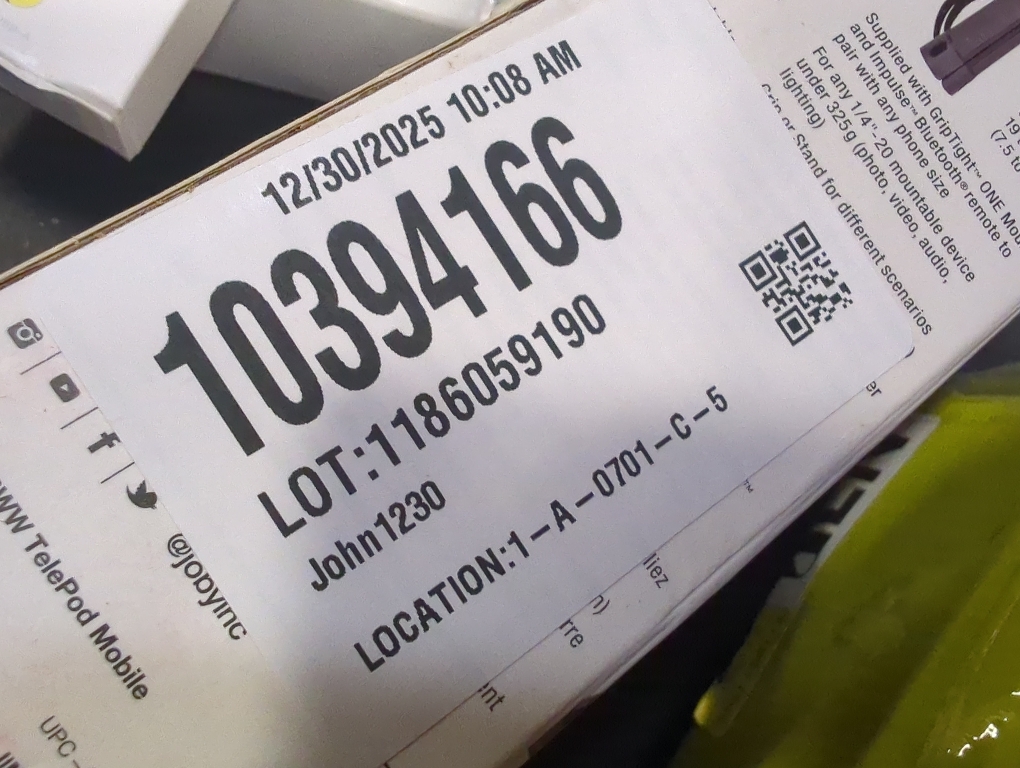 12/30/2025 10:08 AM
10394166
LOT:1186059190
John1230
LOCATION:1-A-0701-C-5
Supplied with GripTight™ ONE
and Impulse™ Bluetooth® remote to
pair with any phone size
For any 1/4"-20 mountable device
under 325g (photo, video, audio,
lighting)
or Stand for different scenarios
TelePod Mobile
@jobyinc
UPC